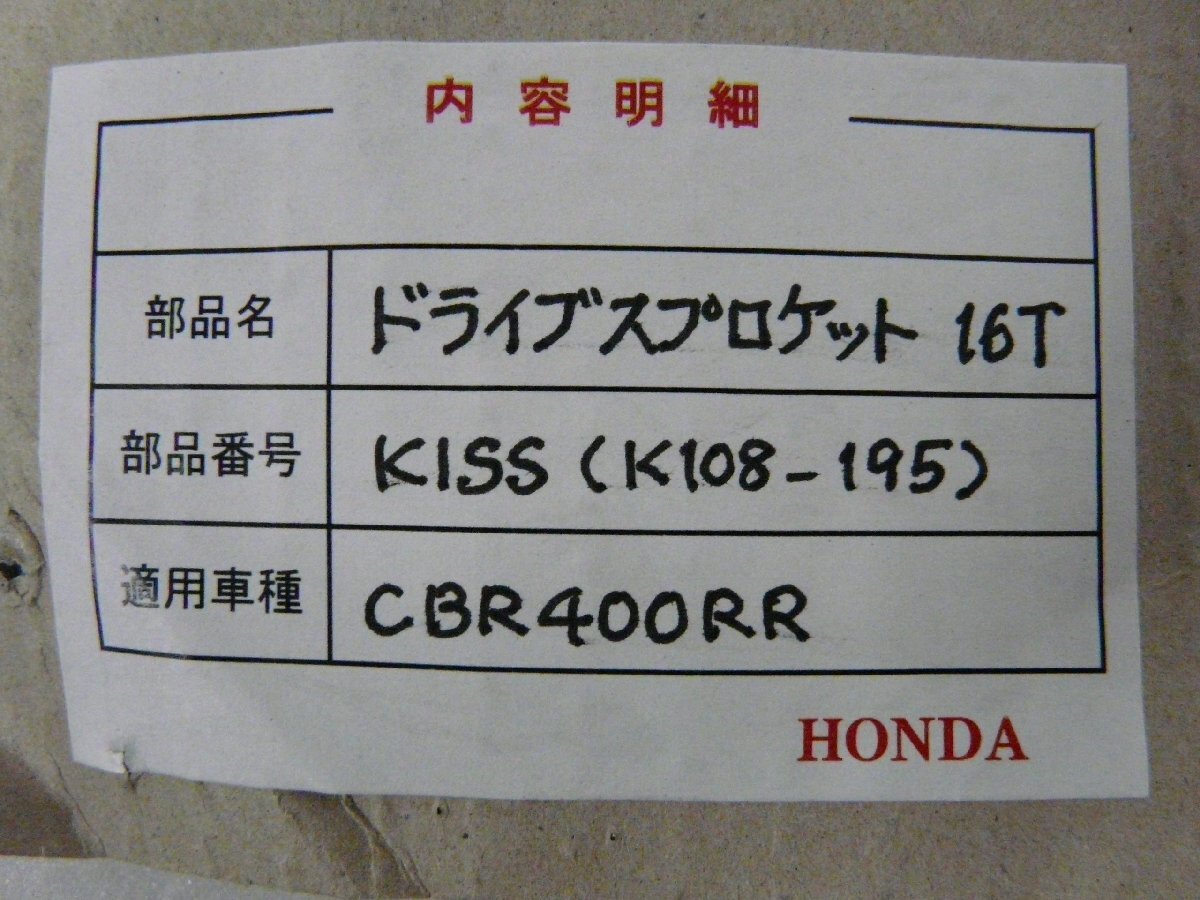 内容明細
部品名 ドライブスプロケット 16T
部品番号 KISS (K108-195)
適用車種 CBR400RR
HONDA